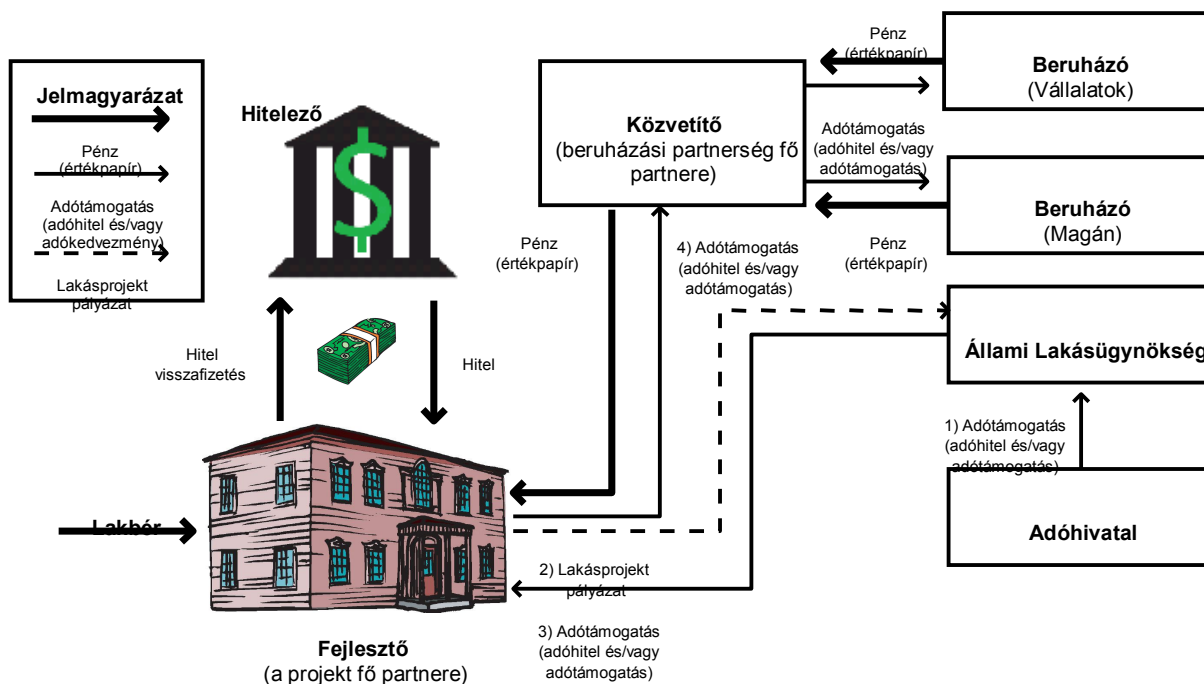 Jelmagyarázat
Pénz
(értékpapír)
Adótámogatás
(adóhitel és/vagy
adókedvezmény)
Lakásprojekt
pályázat
Hitelező
$
Közvetítő
(beruházási partnerség fő
partnere)
Pénz
(értékpapír)
Beruházó
(Vállalatok)
Adótámogatás
(adóhitel és/vagy
adótámogatás)
Beruházó
(Magán)
Pénz
(értékpapír)
Pénz
(értékpapír)
4) Adótámogatás
(adóhitel és/vagy
adótámogatás)
Állami Lakásügynökség
Hitel
visszafizetés
Hitel
1) Adótámogatás
(adóhitel és/vagy
adótámogatás)
Adóhivatal
Lakbér
2) Lakásprojekt
pályázat
3) Adótámogatás
(adóhitel és/vagy
adótámogatás)
Fejlesztő
(a projekt fő partnere)